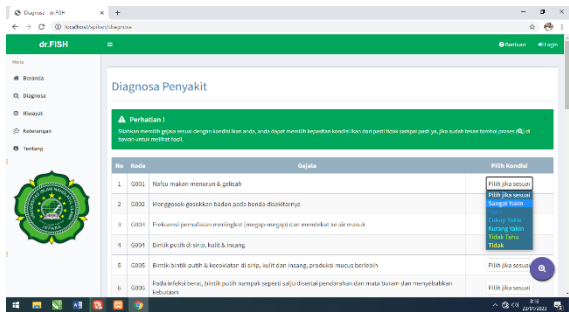 Diagnosa - dr.FISH
localhost/spikan/diagnosa
dr.FISH
Bantuan
Login
Menu
Beranda
Diagnosa
Riwayat
Keterangan
Tentang
JEPARA
Diagnosa Penyakit
Perhatian !
Silahkan memilih gejala sesuai dengan kondisi ikan anda, anda dapat memilih kepastian kondisi ikan dari pasti tidak sampai pasti ya, jika sudah tekan tombol proses (🔍) di
bawah untuk melihat hasil.
No Kode Gejala Pilih Kondisi
1 G001 Nafsu makan menurun & gelisah Pilih jika sesuai
Pilih jika sesuai
Sangat Yakin
2 G002 Menggosok-gosokkan badan pada benda disekitarnya
Cukup Yakin
3 G003 Frekuensi pernafasan meningkat (megap-megap) dan mendekat ke air masuk
Kurang Yakin
Tidak Tahu
4 G004 Bintik putih di sirip, kulit & insang
Tidak
5 G005 Bintik-bintik putih & kecoklatan di sirip, kulit dan insang, produksi mucus berlebih Pilih jika sesuai
6 G006 Pada infeksi berat, bintik putih nampak seperti salju disertai pendarahan dan mata buram dan menyebabkan
kebutaan
Pilih jika sesuai
8:16
22/01/2023